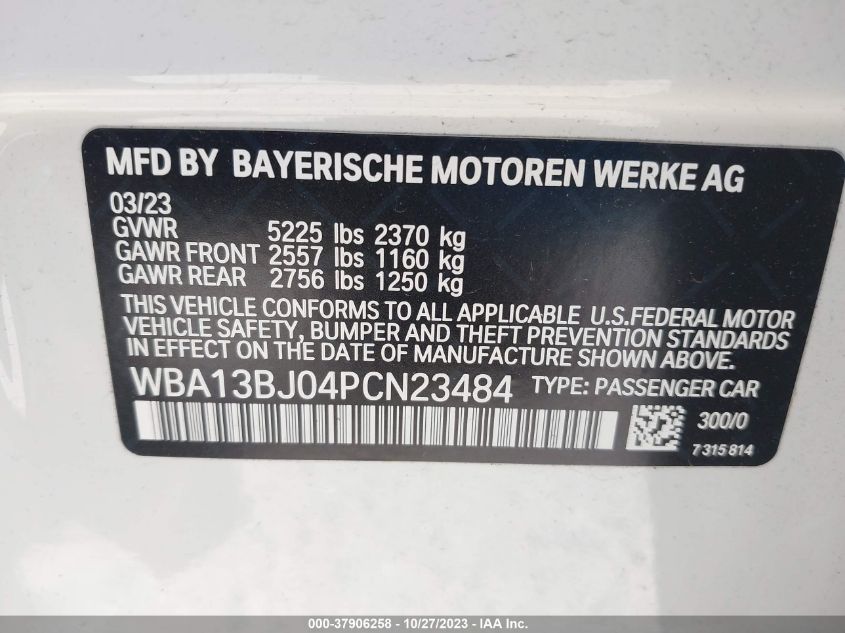 MFD BY BAYERISCHE MOTOREN WERKE AG
03/23
GVWR 5225 lbs 2370 kg
GAWR FRONT 2557 lbs 1160 kg
GAWR REAR 2756 lbs 1250 kg
THIS VEHICLE CONFORMS TO ALL APPLICABLE U.S.FEDERAL MOTOR
VEHICLE SAFETY, BUMPER AND THEFT PREVENTION STANDARDS
IN EFFECT ON THE DATE OF MANUFACTURE SHOWN ABOVE.
WBA13BJ04PCN23484 TYPE: PASSENGER CAR
300/0
7315814
000-37906258 - 10/27/2023 - © IAA Inc.